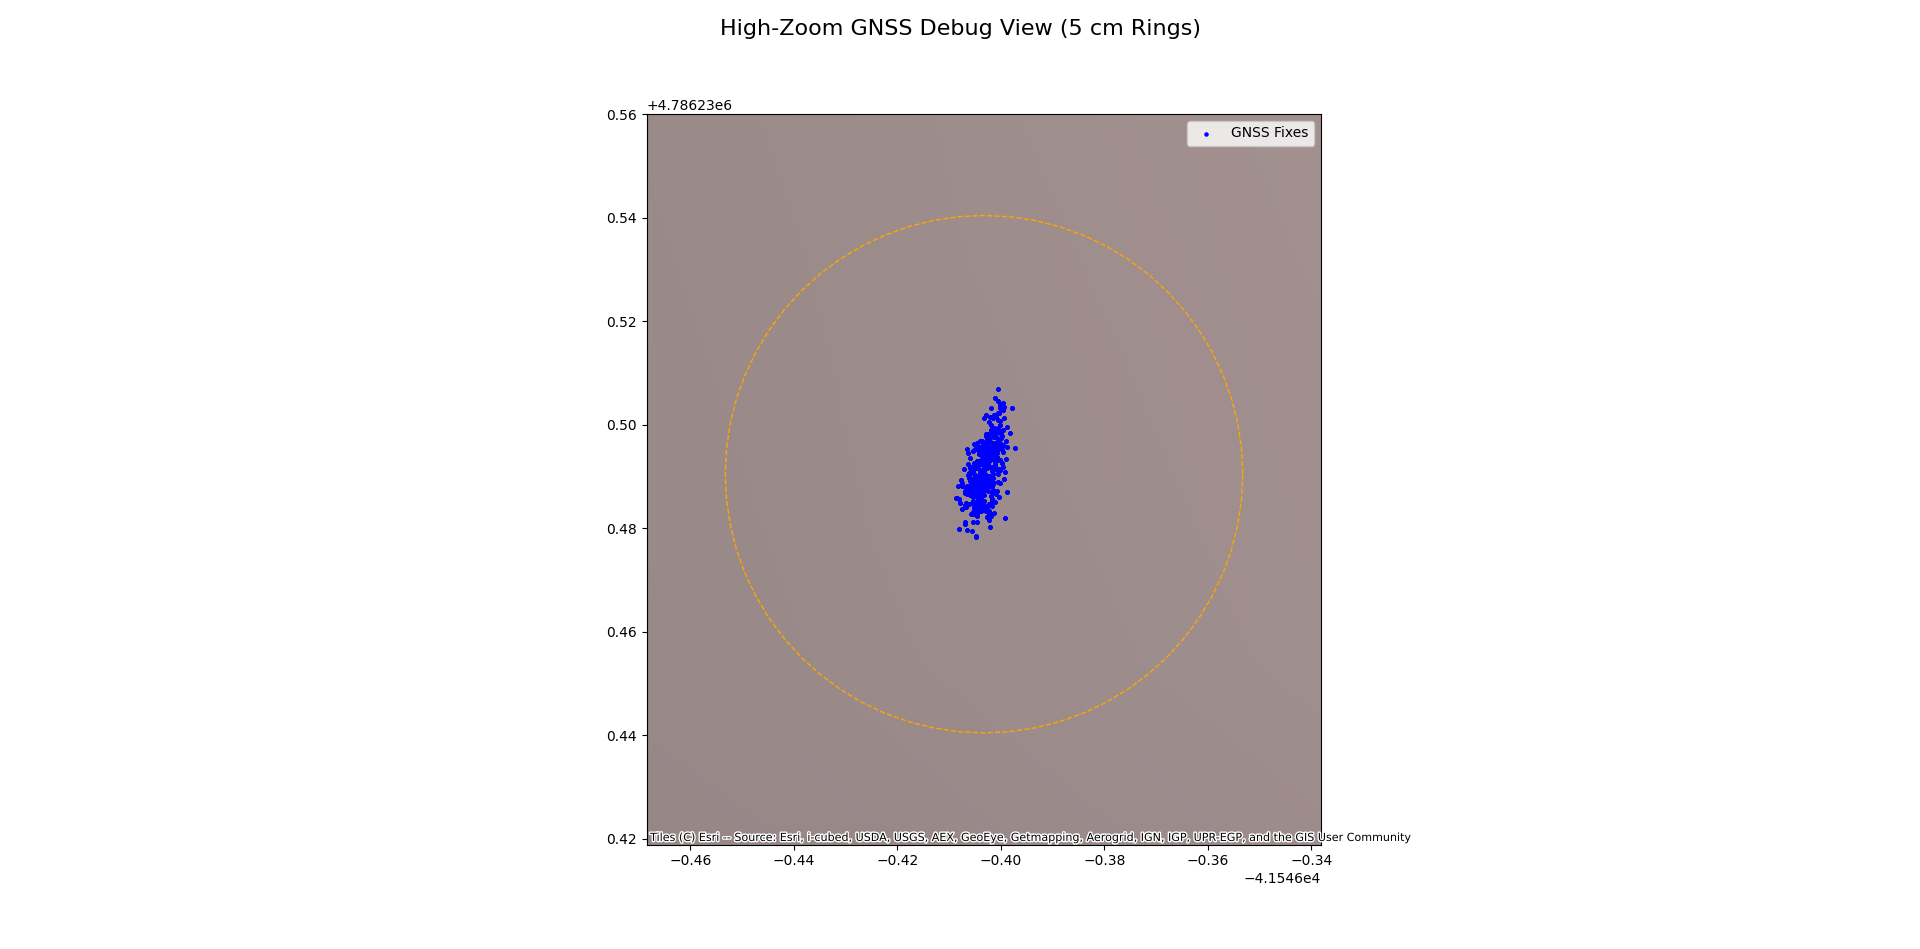 High-Zoom GNSS Debug View (5 cm Rings)
+4.78623e6
0.56
GNSS Fixes
0.54
0.52
0.50
0.48
0.46
0.44
0.42
Tiles (C) Esri -- Source: Esri, i-cubed, USDA, USGS, AEX, GeoEye, Getmapping, Aerogrid, IGN, IGP, UPR-EGP, and the GIS User Community
−0.46 −0.44 −0.42 −0.40 −0.38 −0.36 −0.34
−4.1546e4